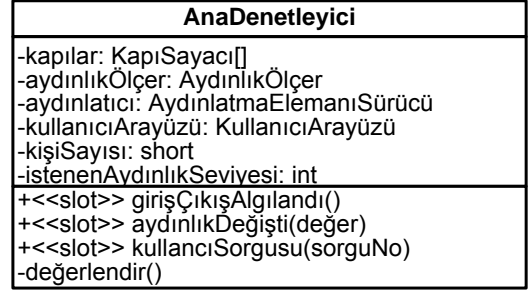 AnaDenetleyici
-kapılar: KapıSayacı[]
-aydınlıkÖlçer: AydınlıkÖlçer
-aydınlatıcı: AydınlatmaElemanıSürücü
-kullanıcıArayüzü: KullanıcıArayüzü
-kişiSayısı: short
-istenenAydınlıkSeviyesi: int
+<<slot>> girişÇıkışAlgılandı()
+<<slot>> aydınlıkDeğişti(değer)
+<<slot>> kullancıSorgusu(sorguNo)
-değerlendir()